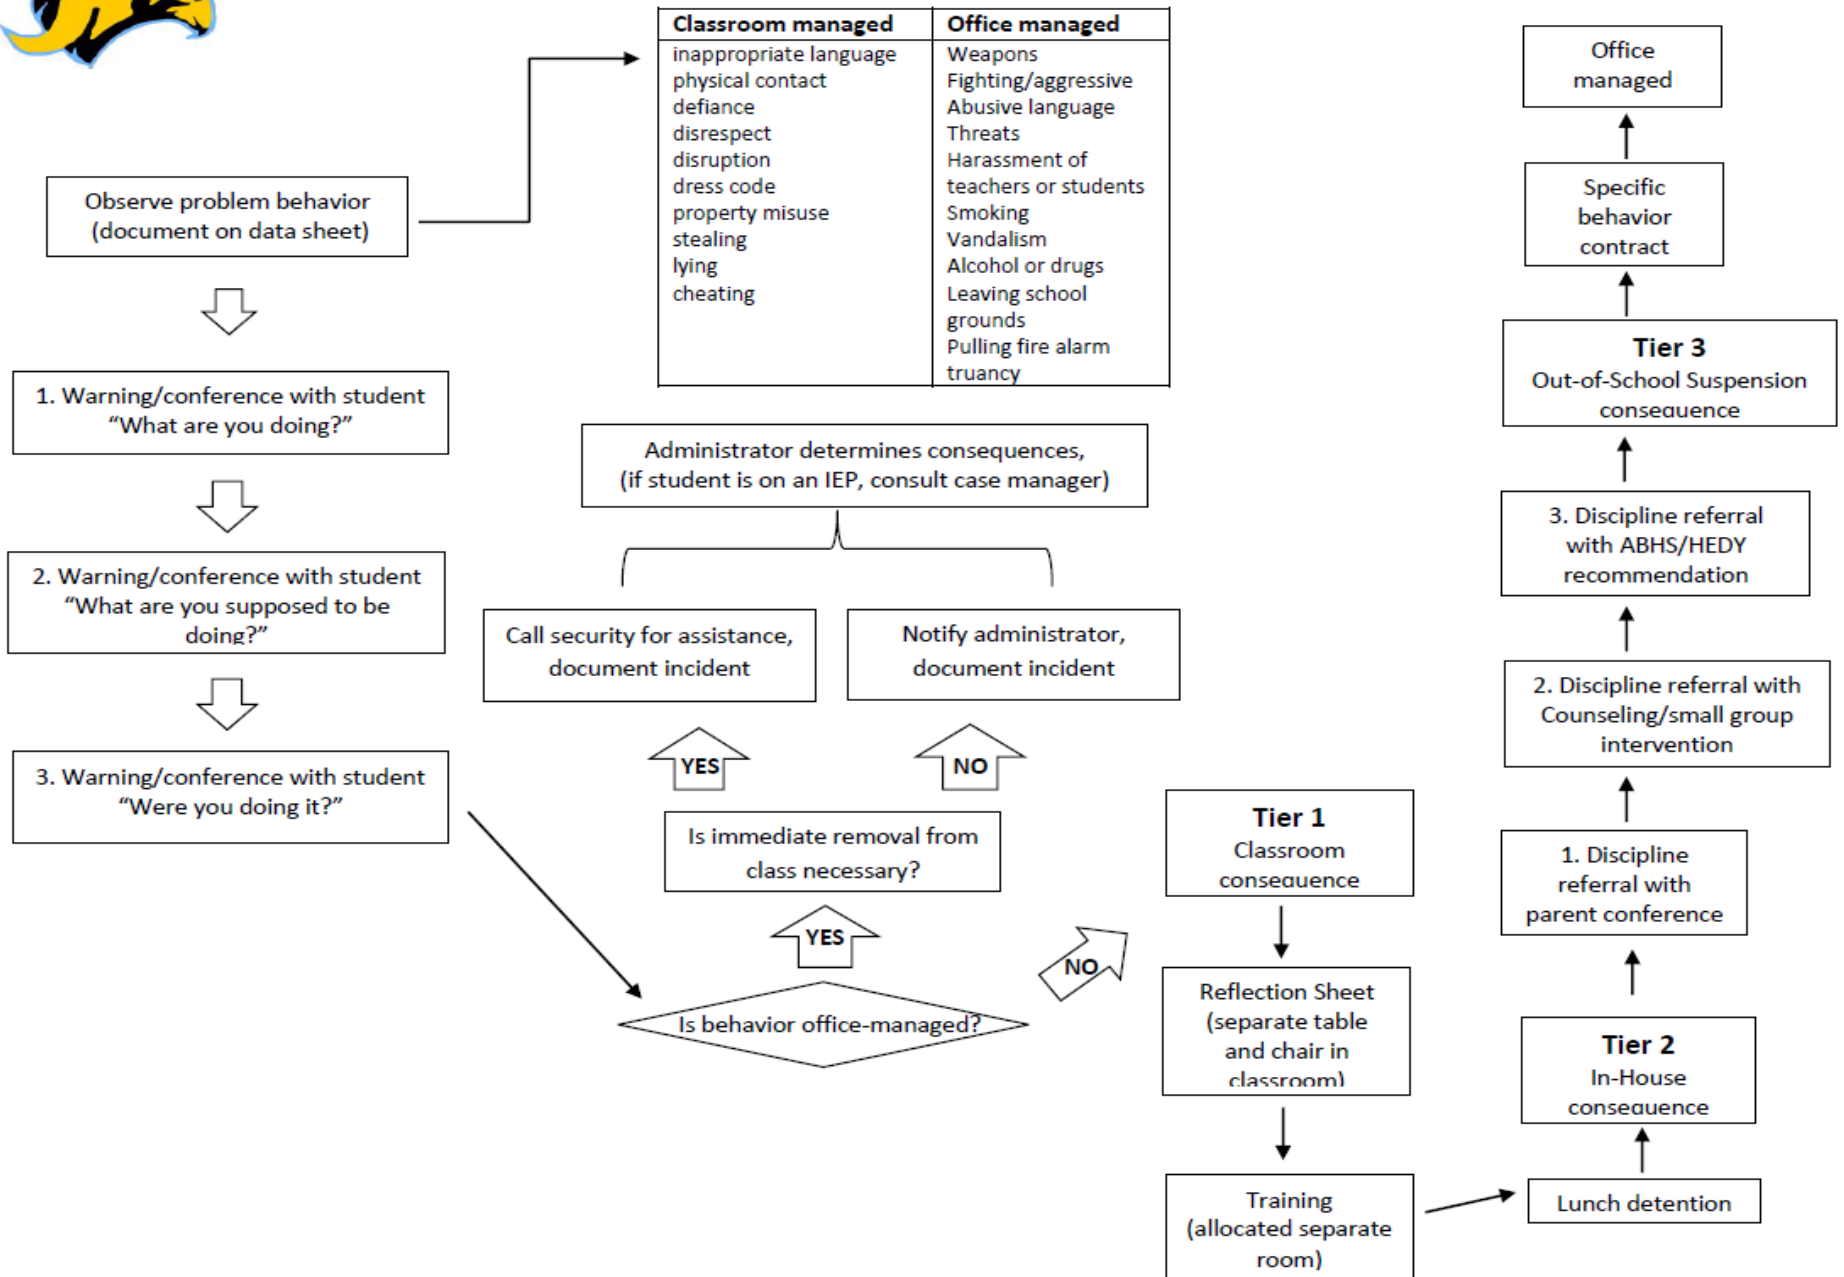 Classroom managed
inappropriate language
physical contact
defiance
disrespect
disruption
dress code
property misuse
stealing
lying
cheating
Office managed
Weapons
Fighting/aggressive
Abusive language
Threats
Harassment of
teachers or students
Smoking
Vandalism
Alcohol or drugs
Leaving school
grounds
Pulling fire alarm
truancy
Observe problem behavior
(document on data sheet)
1. Warning/conference with student
“What are you doing?”
2. Warning/conference with student
“What are you supposed to be
doing?”
3. Warning/conference with student
“Were you doing it?”
Administrator determines consequences,
(if student is on an IEP, consult case manager)
Call security for assistance,
document incident
Notify administrator,
document incident
YES
NO
Is immediate removal from
class necessary?
YES
Is behavior office-managed?
NO
Tier 1
Classroom
consequence
Reflection Sheet
(separate table
and chair in
classroom)
Training
(allocated separate
room)
Lunch detention
Tier 2
In-House
consequence
1. Discipline
referral with
parent conference
2. Discipline referral with
Counseling/small group
intervention
3. Discipline referral
with ABHS/HEDY
recommendation
Tier 3
Out-of-School Suspension
consequence
Specific
behavior
contract
Office
managed